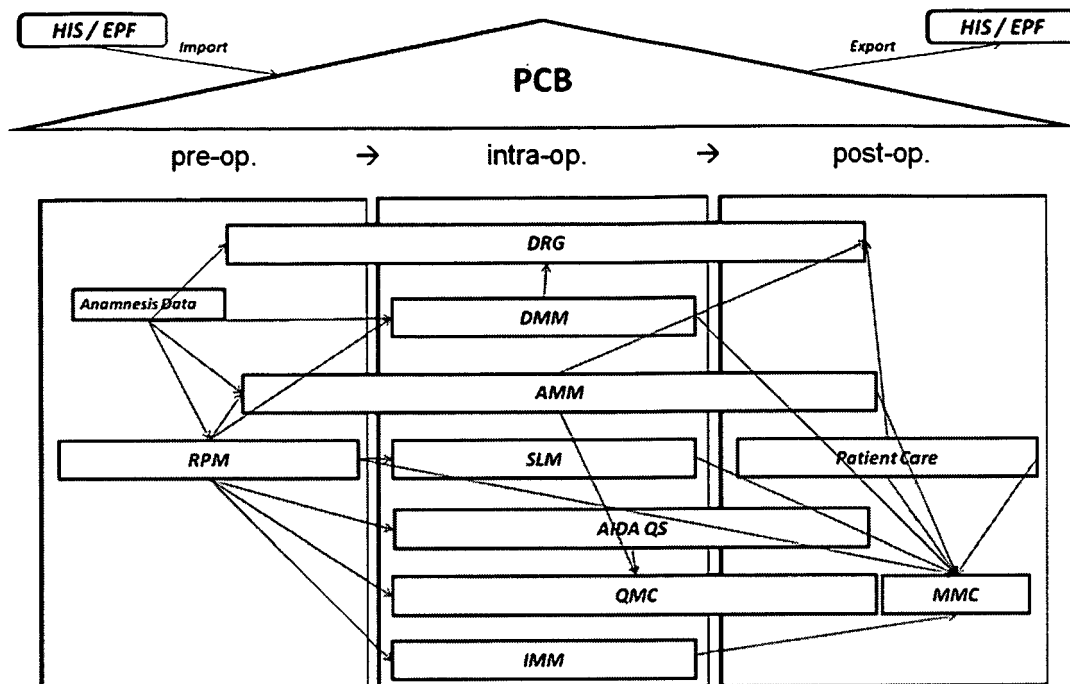 HIS / EPF
HIS / EPF
Import
Export
PCB
pre-op. → intra-op. → post-op.
DRG
Anamnesis Data
DMM
AMM
RPM
SLM
Patient Care
AIDA QS
QMC
MMC
IMM